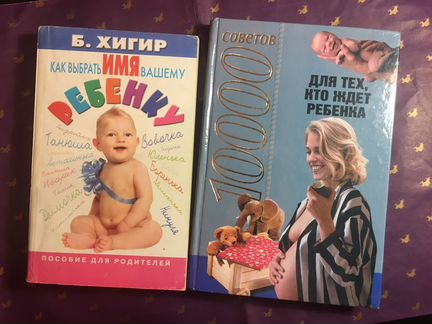 Б. ХИГИР
КАК ВЫБРАТЬ ИМЯ ВАШЕМУ
РЕБЕНКУ
Танюша
Вовочка
Юленька
Димочка
ПОСОБИЕ ДЛЯ РОДИТЕЛЕЙ
10000
советов
ДЛЯ ТЕХ,
КТО ЖДЕТ
РЕБЕНКА